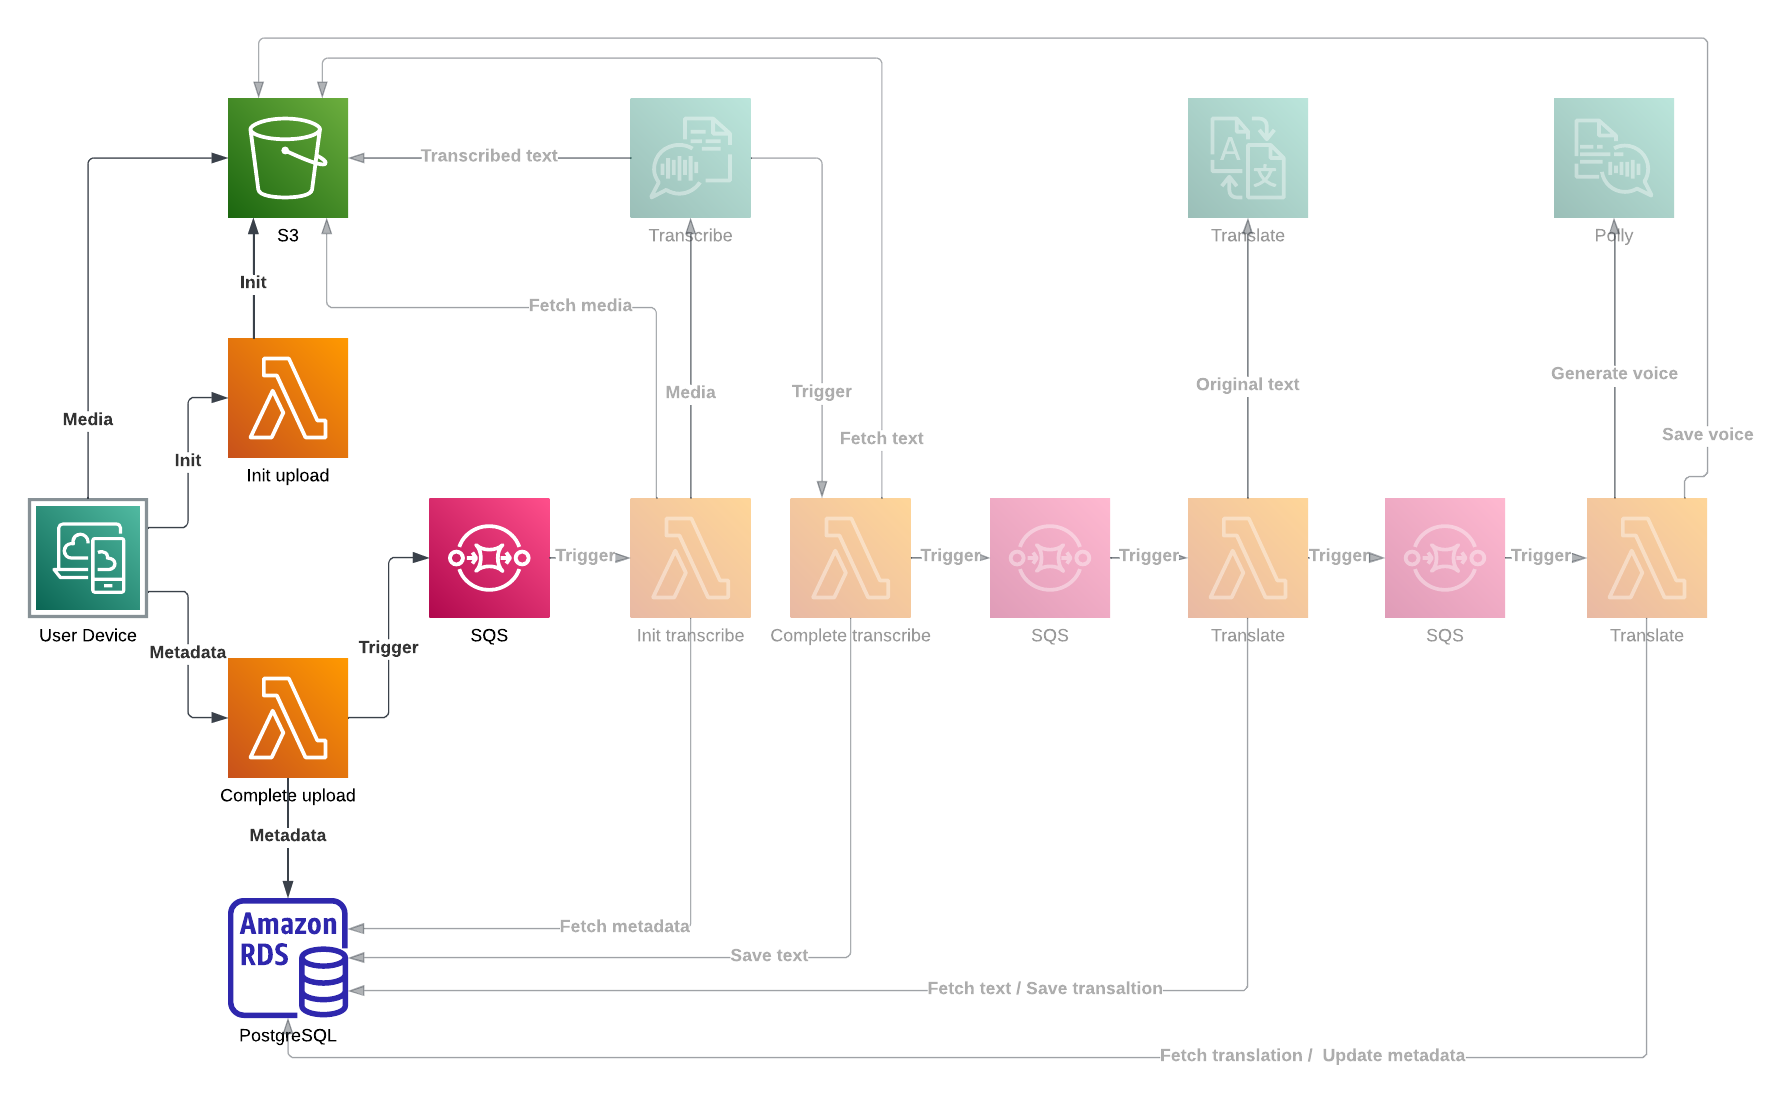 Transcribed text
S3
Transcribe
Translate
Polly
A
文
Init
Fetch media
Generate voice
Original text
Trigger
Media
Media
Save voice
Fetch text
Init
Init upload
Trigger
Trigger
Trigger
Trigger
Trigger
User Device
SQS
Init transcribe
Complete transcribe
SQS
Translate
SQS
Translate
Metadata
Trigger
Complete upload
Metadata
Amazon
RDS
Fetch metadata
Save text
Fetch text / Save transaltion
PostgreSQL
Fetch translation /  Update metadata